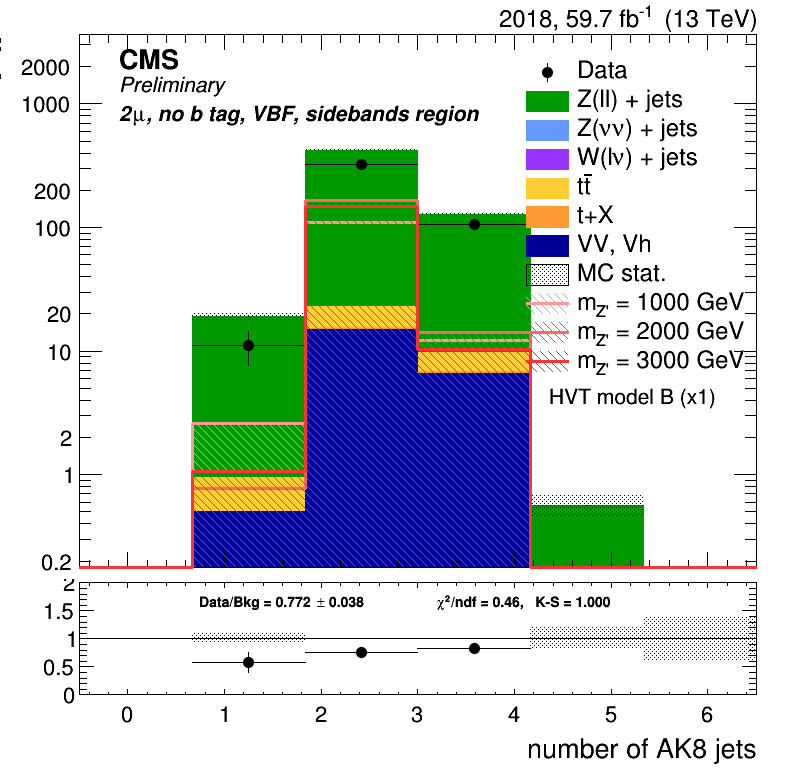 2018, 59.7 fb⁻¹ (13 TeV)
CMS
Preliminary
2μ, no b tag, VBF, sidebands region
Data
Z(ll) + jets
Z(νν) + jets
W(lν) + jets
tt̄
t+X
VV, Vh
MC stat.
m_Z' = 1000 GeV
m_Z' = 2000 GeV
m_Z' = 3000 GeV
HVT model B (x1)
2000
1000
200
100
20
10
2
1
0.2
Data/Bkg = 0.772 ± 0.038
χ²/ndf = 0.46, K-S = 1.000
2
1.5
1
0.5
0
0 1 2 3 4 5 6
number of AK8 jets